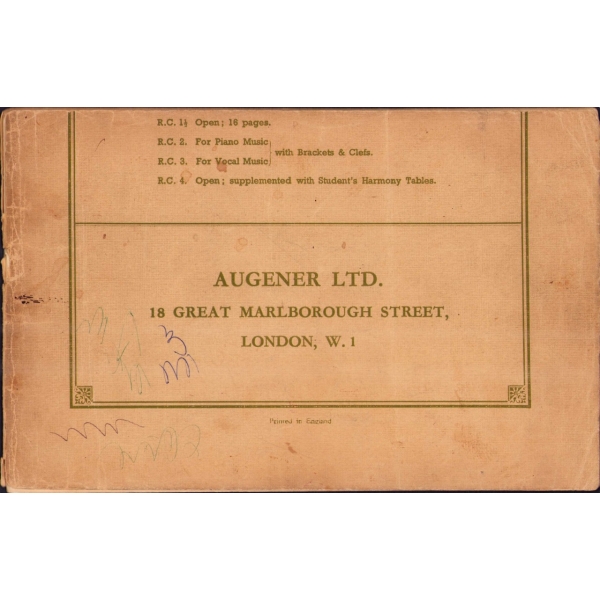 R.C. 1½ Open; 16 pages.
R.C. 2. For Piano Music
with Brackets & Clefs.
R.C. 3. For Vocal Music
R.C. 4. Open; supplemented with Student's Harmony Tables.
AUGENER LTD.
18 GREAT MARLBOROUGH STREET,
LONDON, W. 1
Printed in England